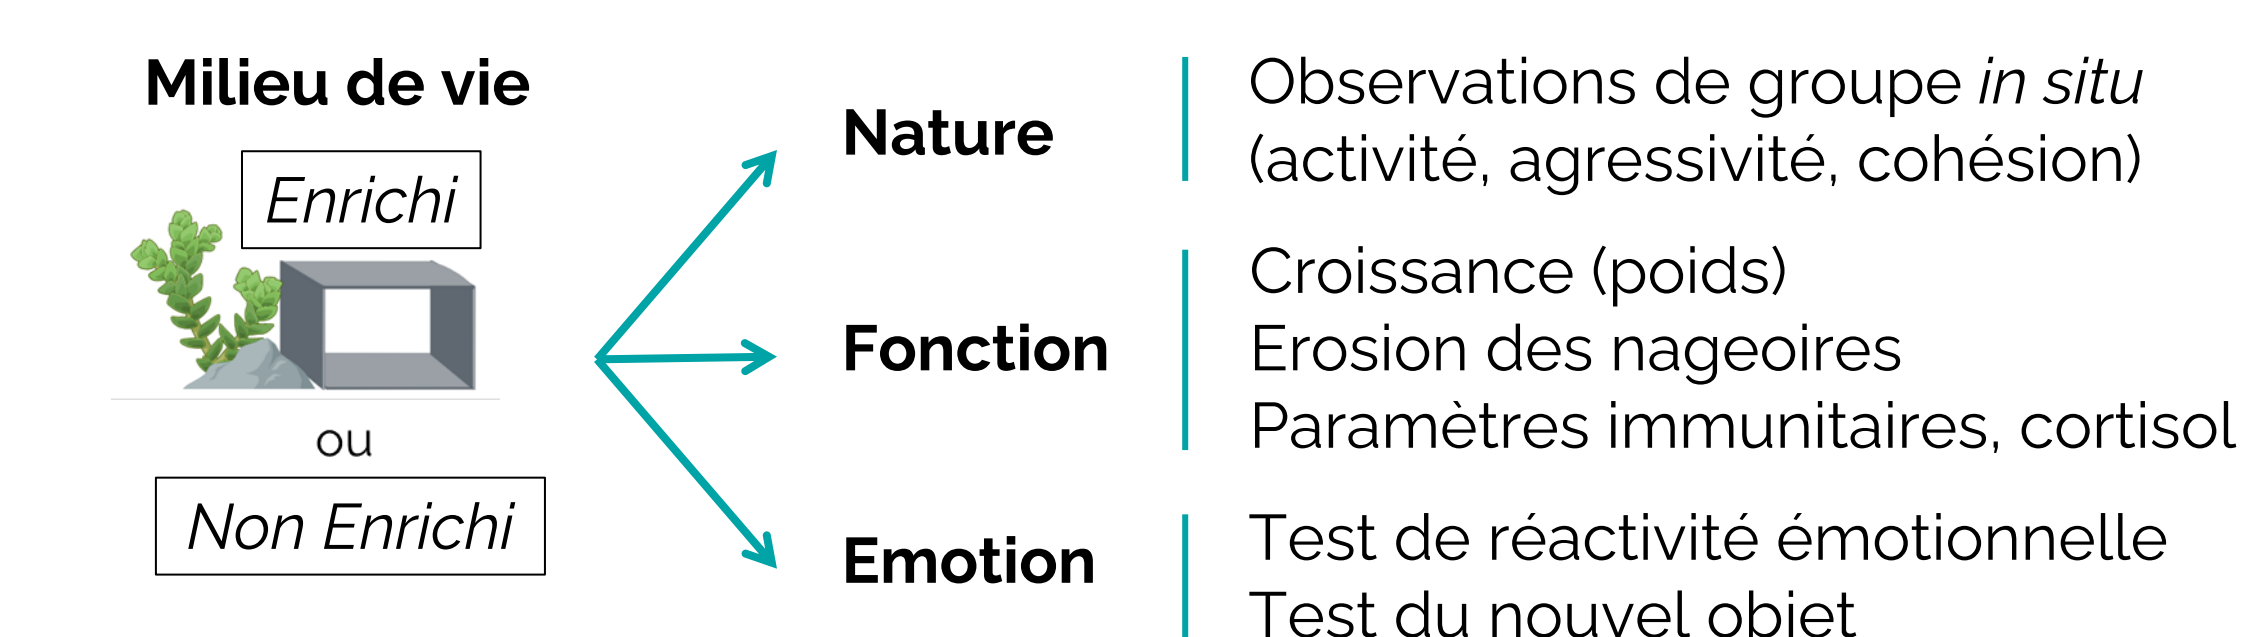 Milieu de vie
Enrichi
ou
Non Enrichi
Nature
Observations de groupe in situ
(activité, agressivité, cohésion)
Fonction
Croissance (poids)
Erosion des nageoires
Paramètres immunitaires, cortisol
Emotion
Test de réactivité émotionnelle
Test du nouvel objet